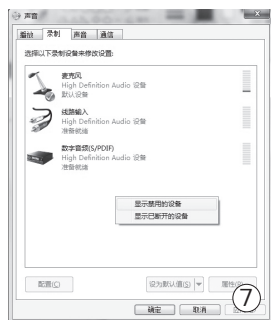 声音
播放 录制 声音 通信
选择以下录制设备来修改设置:
麦克风
High Definition Audio 设备
默认设备
线路输入
High Definition Audio 设备
准备就绪
数字音频(S/PDIF)
High Definition Audio 设备
准备就绪
显示禁用的设备
显示已断开的设备
配置(C) 设为默认值(S) 属性(P)
确定 取消
7